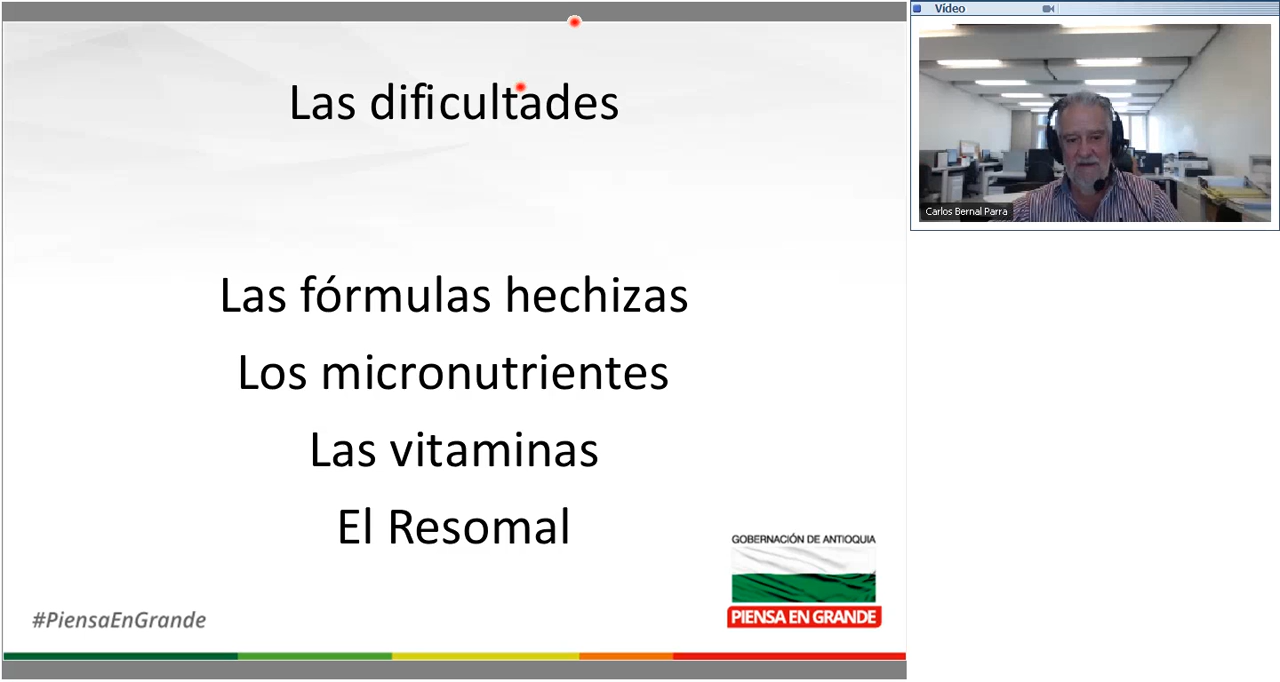 Las dificultades
Las fórmulas hechizas
Los micronutrientes
Las vitaminas
El Resomal
GOBERNACIÓN DE ANTIOQUIA
PIENSA EN GRANDE
#PiensaEnGrande
Vídeo
Carlos Bernal Parra